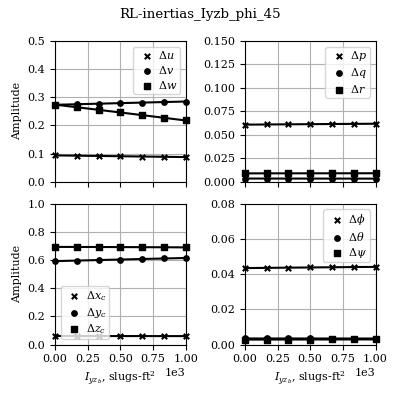 RL-inertias_Iyzb_phi_45
0.5
0.4
0.3
0.2
0.1
0.0
Amplitude
Δu
Δv
Δw
0.150
0.125
0.100
0.075
0.050
0.025
0.000
Δp
Δq
Δr
1.0
0.8
0.6
0.4
0.2
0.0
Amplitude
Δx_c
Δy_c
Δz_c
0.00 0.25 0.50 0.75 1.00
1e3
I_{yz_b}, slugs-ft²
0.08
0.06
0.04
0.02
0.00
Δϕ
Δθ
Δψ
0.00 0.25 0.50 0.75 1.00
1e3
I_{yz_b}, slugs-ft²